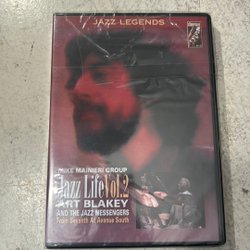 JAZZ LEGENDS
MIKE MAINIERI GROUP
Jazz Life Vol.2
ART BLAKEY
AND THE JAZZ MESSENGERS
From Seventh At Avenue South